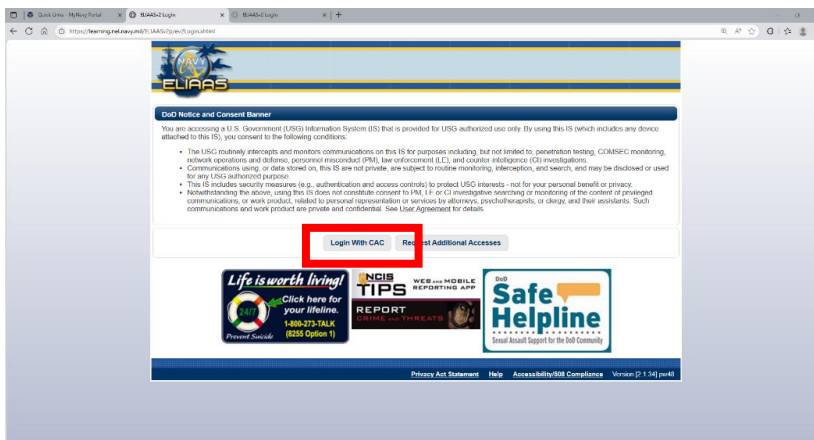 Quick Links - MyNavy Portal
ELIAAS-2 Login
ELIAAS-2 Login
NAVY
ELIAAS
DoD Notice and Consent Banner
You are accessing a U.S. Government (USG) Information System (IS) that is provided for USG authorized use only. By using this IS (which includes any device
attached to this IS), you consent to the following conditions:
• The USG routinely intercepts and monitors communications on this IS for purposes including, but not limited to, penetration testing, COMSEC monitoring,
network operations and defense, personnel misconduct (PM), law enforcement (LE), and counter-intelligence (CI) investigations.
• Communications using, or data stored on, this IS are not private, are subject to routine monitoring, interception, and search, and may be disclosed or used
for any USG authorized purpose.
• This IS includes security measures (e.g., authentication and access controls) to protect USG interests - not for your personal benefit or privacy.
• Notwithstanding the above, using this IS does not constitute consent to PM, LE or CI investigative searching or monitoring of the content of privileged
communications, or work product, related to personal representation or services by attorneys, psychotherapists, or clergy, and their assistants. Such
communications and work product are private and confidential. See User Agreement for details.
Login With CAC
Request Additional Accesses
Life is worth living!
Click here for
your lifeline.
24/7
1-800-273-TALK
(8255 Option 1)
Prevent Suicide
NCIS
TIPS
WEB AND MOBILE
REPORTING APP
REPORT
CRIME AND THREATS
DoD
Safe
Helpline
Sexual Assault Support for the DoD Community
Privacy Act Statement Help Accessibility/508 Compliance Version [2.1.34] pw48